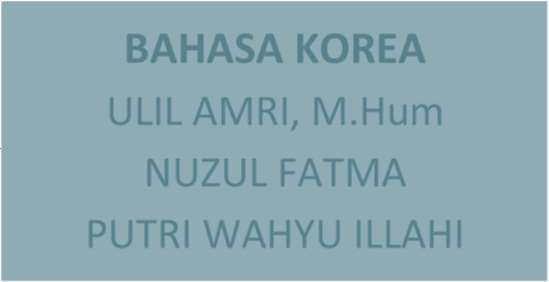 BAHASA KOREA
ULIL AMRI, M.Hum
NUZUL FATMA
PUTRI WAHYU ILLAHI